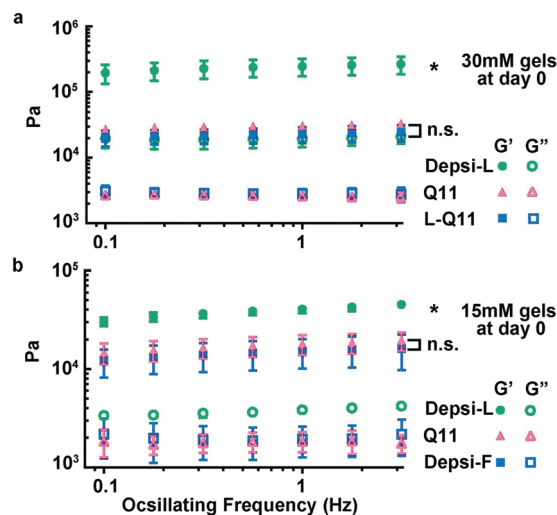 a
10⁶
10⁵
10⁴
10³
Pa
0.1
1
* 30mM gels
at day 0
n.s.
G' G"
Depsi-L
Q11
L-Q11
b
10⁵
10⁴
10³
Pa
0.1
1
Ocsillating Frequency (Hz)
* 15mM gels
at day 0
n.s.
G' G"
Depsi-L
Q11
Depsi-F